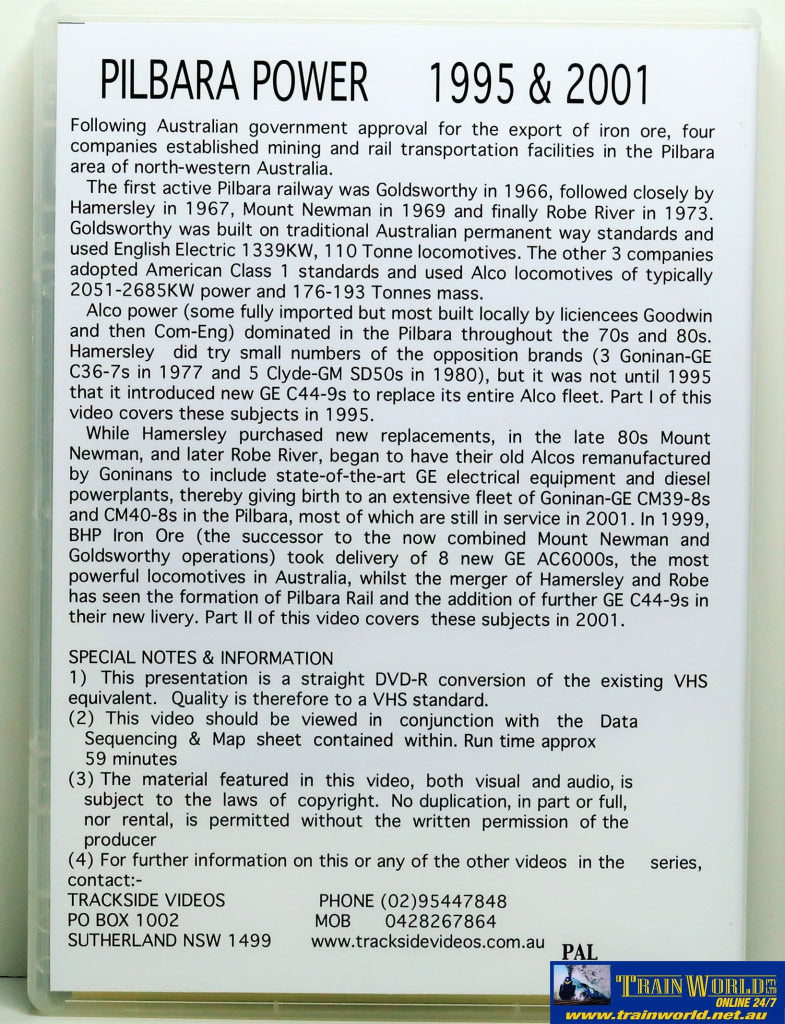 PILBARA POWER 1995 & 2001
Following Australian government approval for the export of iron ore, four
companies established mining and rail transportation facilities in the Pilbara
area of north-western Australia.
The first active Pilbara railway was Goldsworthy in 1966, followed closely by
Hamersley in 1967, Mount Newman in 1969 and finally Robe River in 1973.
Goldsworthy was built on traditional Australian permanent way standards and
used English Electric 1339KW, 110 Tonne locomotives. The other 3 companies
adopted American Class 1 standards and used Alco locomotives of typically
2051-2685KW power and 176-193 Tonnes mass.
Alco power (some fully imported but most built locally by liciencees Goodwin
and then Com-Eng) dominated in the Pilbara throughout the 70s and 80s.
Hamersley did try small numbers of the opposition brands (3 Goninan-GE
C36-7s in 1977 and 5 Clyde-GM SD50s in 1980), but it was not until 1995
that it introduced new GE C44-9s to replace its entire Alco fleet. Part I of this
video covers these subjects in 1995.
While Hamersley purchased new replacements, in the late 80s Mount
Newman, and later Robe River, began to have their old Alcos remanufactured
by Goninans to include state-of-the-art GE electrical equipment and diesel
powerplants, thereby giving birth to an extensive fleet of Goninan-GE CM39-8s
and CM40-8s in the Pilbara, most of which are still in service in 2001. In 1999,
BHP Iron Ore (the successor to the now combined Mount Newman and
Goldsworthy operations) took delivery of 8 new GE AC6000s, the most
powerful locomotives in Australia, whilst the merger of Hamersley and Robe
has seen the formation of Pilbara Rail and the addition of further GE C44-9s in
their new livery. Part II of this video covers these subjects in 2001.
SPECIAL NOTES & INFORMATION
1) This presentation is a straight DVD-R conversion of the existing VHS
equivalent. Quality is therefore to a VHS standard.
(2) This video should be viewed in conjunction with the Data
Sequencing & Map sheet contained within. Run time approx
59 minutes
(3) The material featured in this video, both visual and audio, is
subject to the laws of copyright. No duplication, in part or full,
nor rental, is permitted without the written permission of the
producer
(4) For further information on this or any of the other videos in the series,
contact:-
TRACKSIDE VIDEOS PHONE (02)95447848
PO BOX 1002 MOB 0428267864
SUTHERLAND NSW 1499 www.tracksidevideos.com.au
PAL
TRAIN WORLD
ONLINE 24/7
www.trainworld.net.au